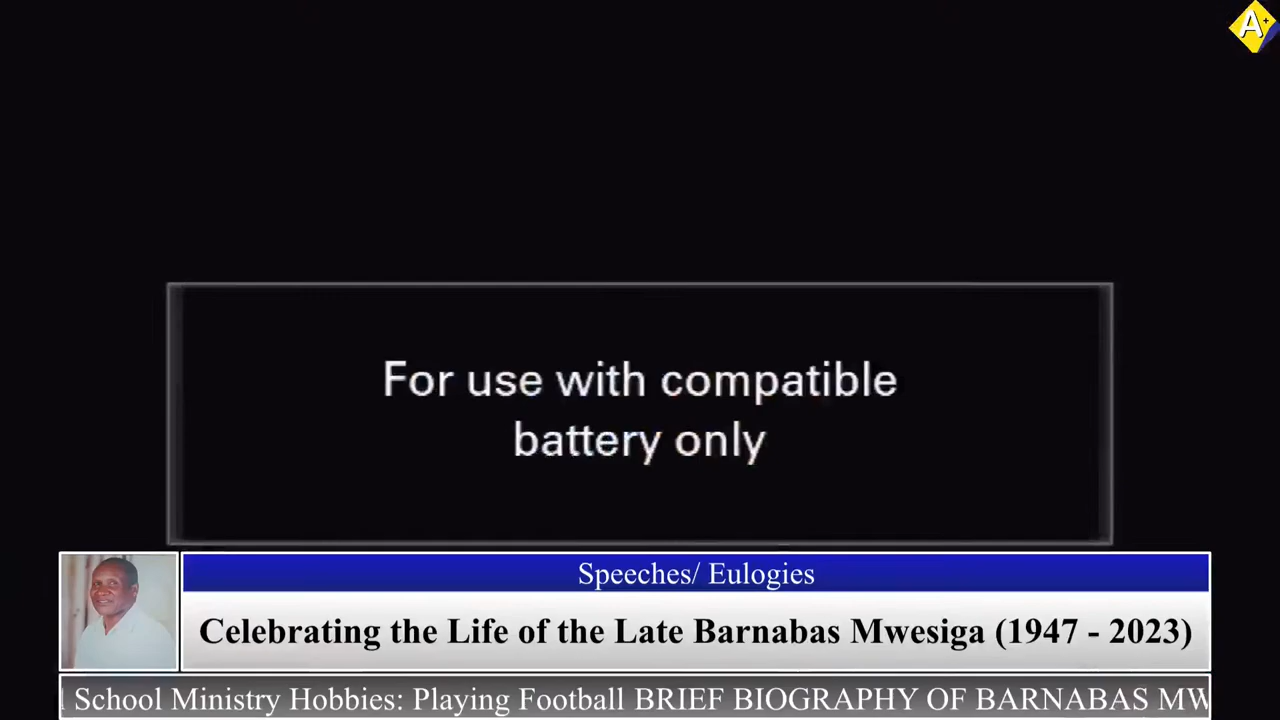 A+
For use with compatible
battery only
Speeches/ Eulogies
Celebrating the Life of the Late Barnabas Mwesiga (1947 - 2023)
School Ministry Hobbies: Playing Football BRIEF BIOGRAPHY OF BARNABAS MW